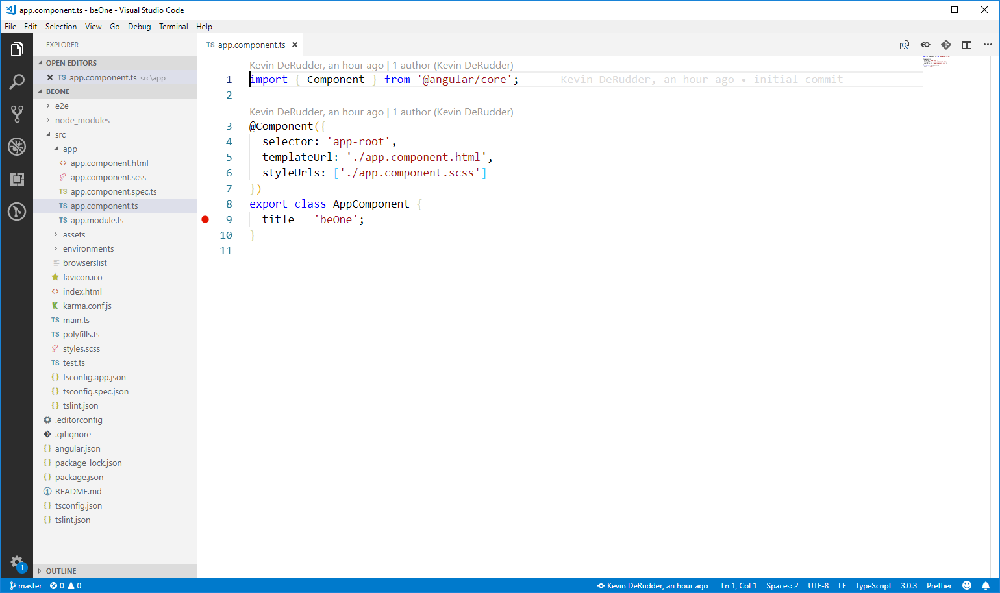 app.component.ts - beOne - Visual Studio Code
File Edit Selection View Go Debug Terminal Help
EXPLORER
OPEN EDITORS
TS app.component.ts src\app
BEONE
e2e
node_modules
src
app
<> app.component.html
app.component.scss
TS app.component.spec.ts
TS app.component.ts
TS app.module.ts
assets
environments
browserslist
favicon.ico
<> index.html
K karma.conf.js
TS main.ts
TS polyfills.ts
styles.scss
TS test.ts
{} tsconfig.app.json
{} tsconfig.spec.json
{} tslint.json
.editorconfig
.gitignore
{} angular.json
{} package-lock.json
{} package.json
README.md
{} tsconfig.json
{} tslint.json
OUTLINE
1
TS app.component.ts
Kevin DeRudder, an hour ago | 1 author (Kevin DeRudder)
1 import { Component } from '@angular/core'; Kevin DeRudder, an hour ago • initial commit
2
Kevin DeRudder, an hour ago | 1 author (Kevin DeRudder)
3 @Component({
4 selector: 'app-root',
5 templateUrl: './app.component.html',
6 styleUrls: ['./app.component.scss']
7 })
8 export class AppComponent {
9 title = 'beOne';
10 }
11
master 0 0 Kevin DeRudder, an hour ago Ln 1, Col 1 Spaces: 2 UTF-8 LF TypeScript 3.0.3 Prettier